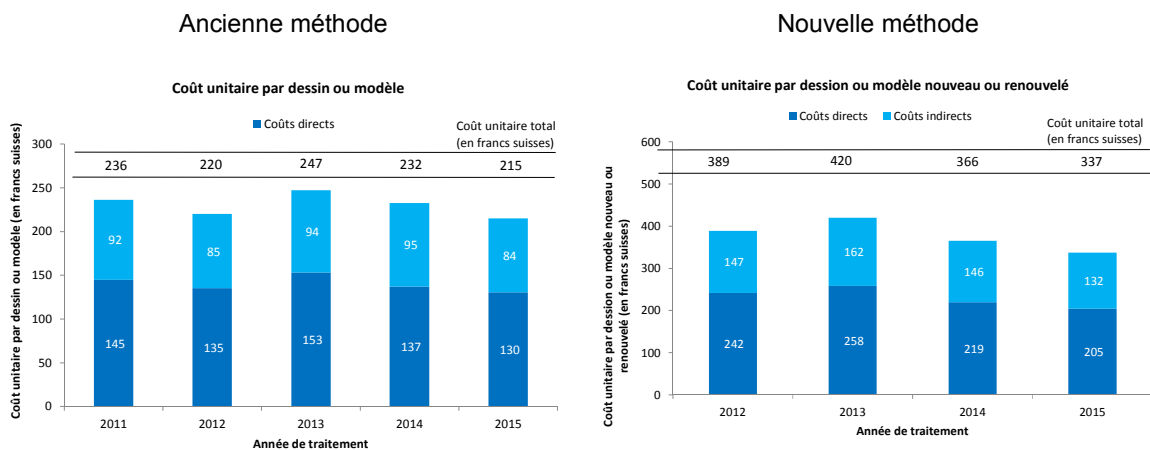 Ancienne méthode
Coût unitaire par dessin ou modèle
Coûts directs
Coût unitaire total
(en francs suisses)
236 220 247 232 215
Coût unitaire par dessin ou modèle (en francs suisses)
300
250
200
150
100
50
0
92 85 94 95 84
145 135 153 137 130
2011 2012 2013 2014 2015
Année de traitement
Nouvelle méthode
Coût unitaire par dession ou modèle nouveau ou renouvelé
Coûts directs Coûts indirects
Coût unitaire total
(en francs suisses)
389 420 366 337
Coût unitaire par dession ou modèle nouveau ou
renouvelé (en francs suisses)
600
500
400
300
200
100
0
147 162 146 132
242 258 219 205
2012 2013 2014 2015
Année de traitement